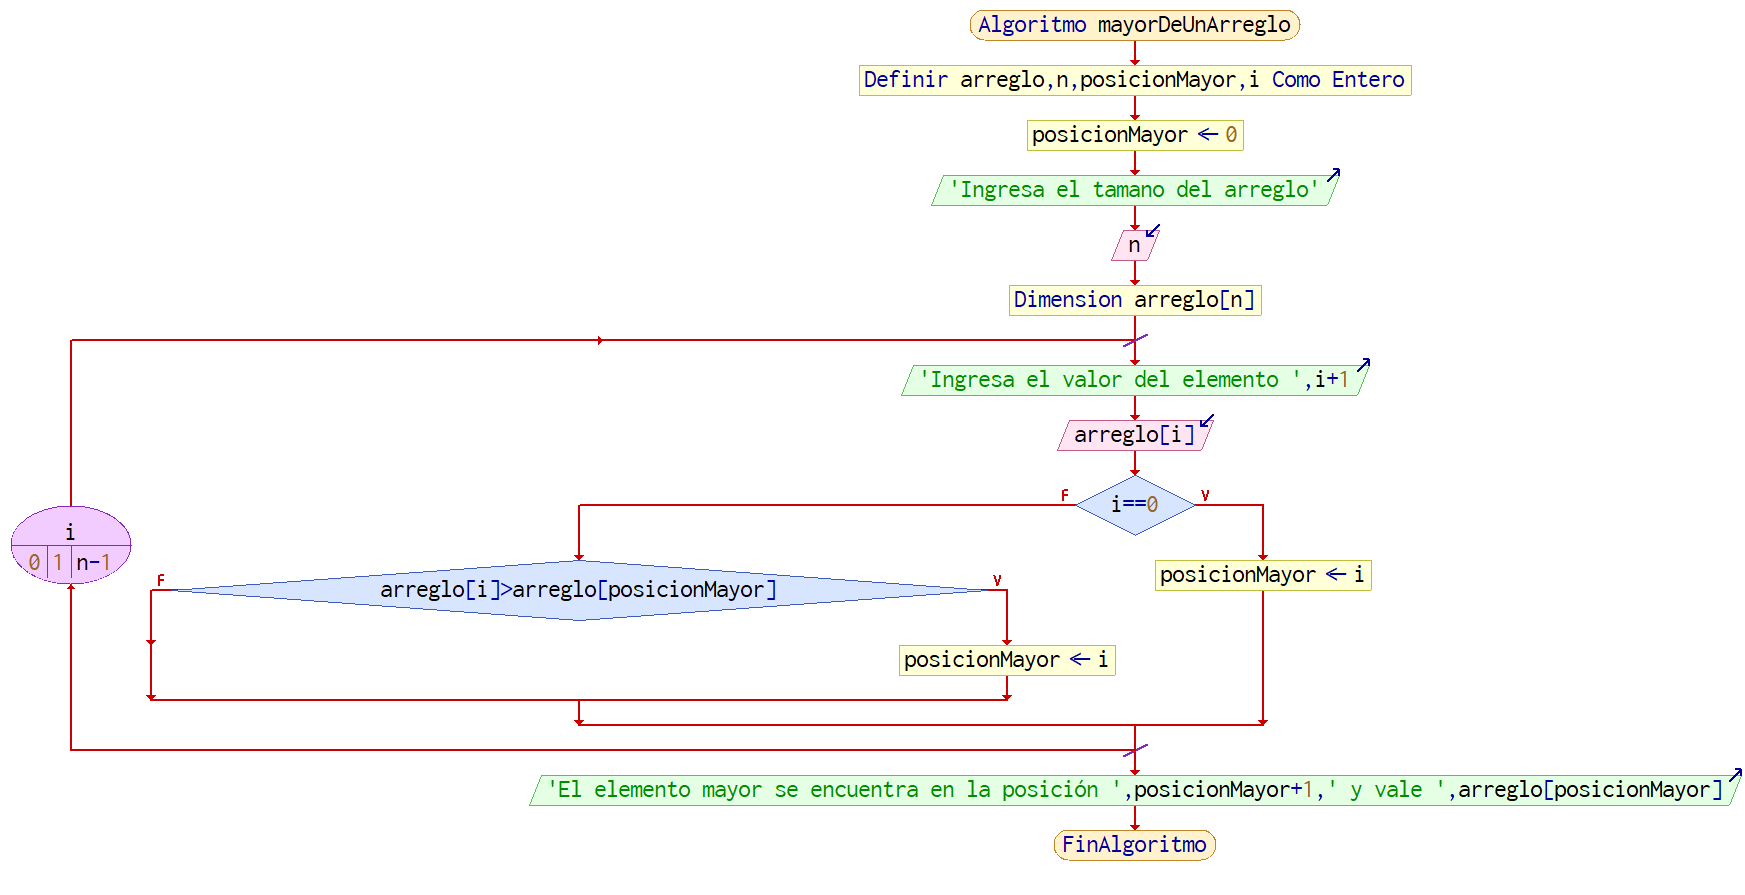 Algoritmo mayorDeUnArreglo
Definir arreglo,n,posicionMayor,i Como Entero
posicionMayor ← 0
'Ingresa el tamano del arreglo'
n
Dimension arreglo[n]
'Ingresa el valor del elemento ',i+1
arreglo[i]
F
i==0
V
i
0 1 n-1
F
arreglo[i]>arreglo[posicionMayor]
V
posicionMayor ← i
posicionMayor ← i
'El elemento mayor se encuentra en la posición ',posicionMayor+1,' y vale ',arreglo[posicionMayor]
FinAlgoritmo